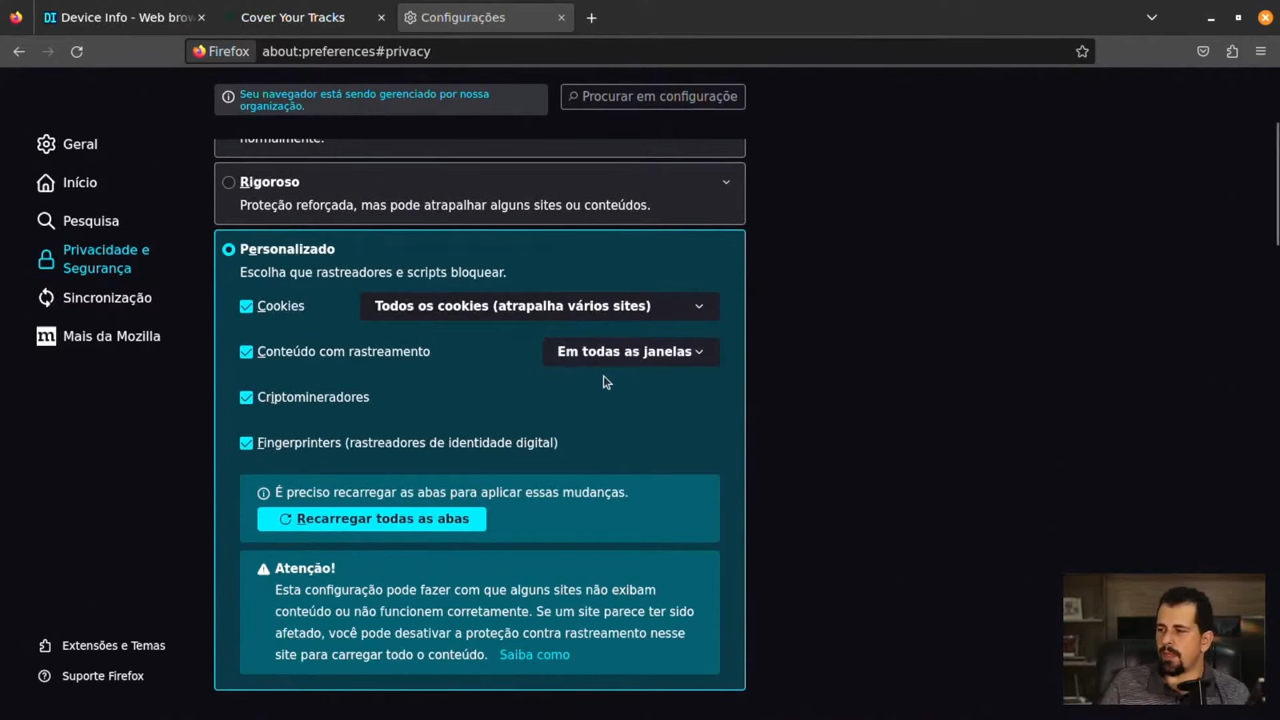 Device Info - Web brow
Cover Your Tracks
Configurações
Firefox
about:preferences#privacy
Seu navegador está sendo gerenciado por nossa
organização.
Procurar em configuraçõe
Geral
Início
Pesquisa
Privacidade e
Segurança
Sincronização
m Mais da Mozilla
Extensões e Temas
Suporte Firefox
normalmente.
Rigoroso
Proteção reforçada, mas pode atrapalhar alguns sites ou conteúdos.
Personalizado
Escolha que rastreadores e scripts bloquear.
Cookies
Todos os cookies (atrapalha vários sites)
Conteúdo com rastreamento
Em todas as janelas
Criptomineradores
Fingerprinters (rastreadores de identidade digital)
É preciso recarregar as abas para aplicar essas mudanças.
Recarregar todas as abas
Atenção!
Esta configuração pode fazer com que alguns sites não exibam
conteúdo ou não funcionem corretamente. Se um site parece ter sido
afetado, você pode desativar a proteção contra rastreamento nesse
site para carregar todo o conteúdo. Saiba como